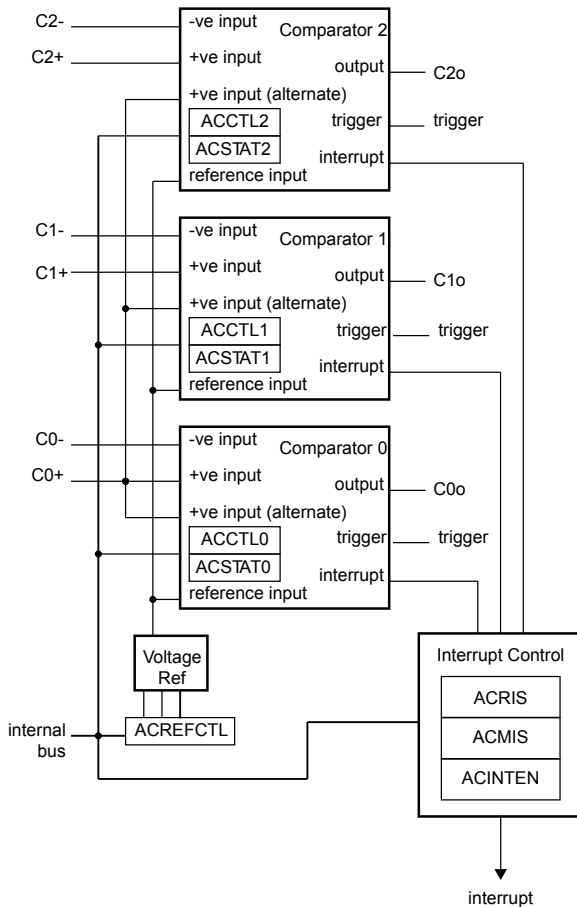 C2-
-ve input
Comparator 2
C2+
+ve input
output
C2o
+ve input (alternate)
ACCTL2
trigger
trigger
ACSTAT2
interrupt
reference input
C1-
-ve input
Comparator 1
C1+
+ve input
output
C1o
+ve input (alternate)
ACCTL1
trigger
trigger
ACSTAT1
interrupt
reference input
C0-
-ve input
Comparator 0
C0+
+ve input
output
C0o
+ve input (alternate)
ACCTL0
trigger
trigger
ACSTAT0
interrupt
reference input
Voltage
Ref
Interrupt Control
ACRIS
internal
bus
ACREFCTL
ACMIS
ACINTEN
interrupt